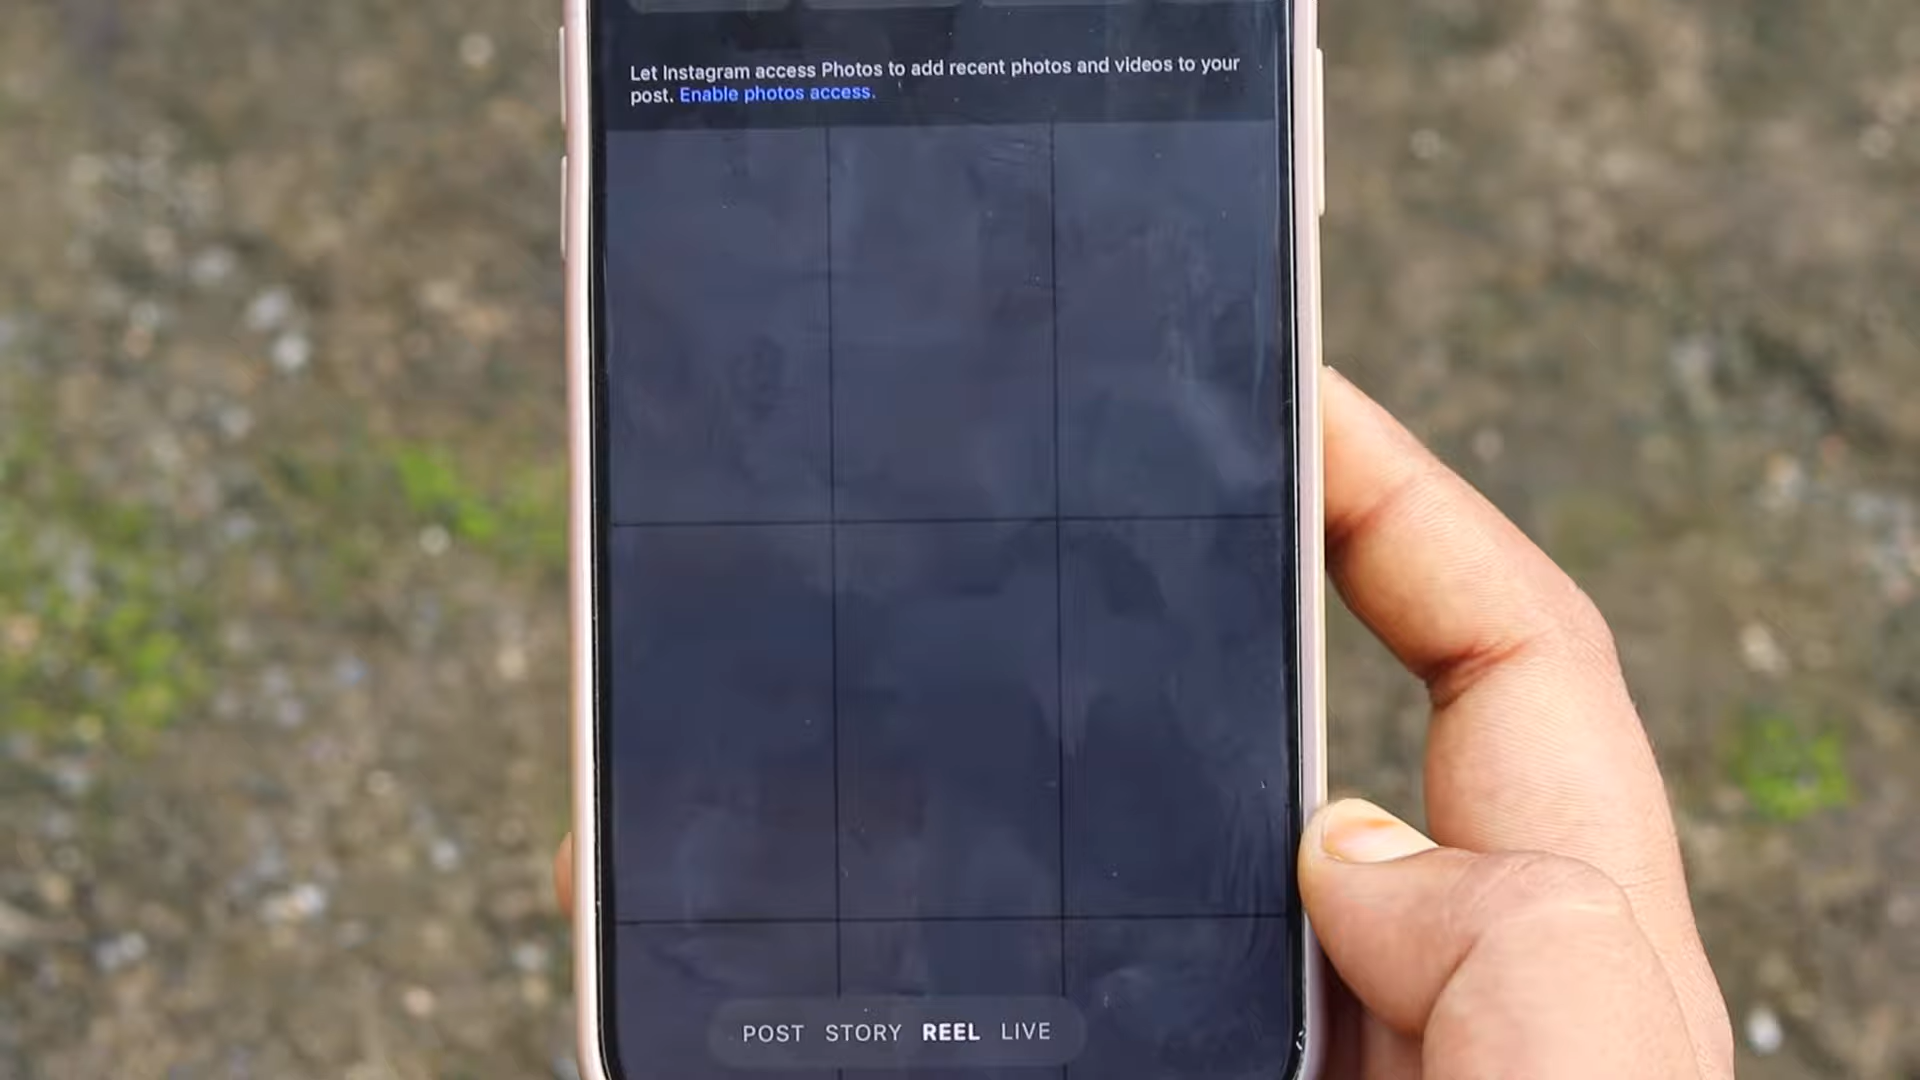 Let Instagram access Photos to add recent photos and videos to your
post. Enable photos access.
POST STORY REEL LIVE